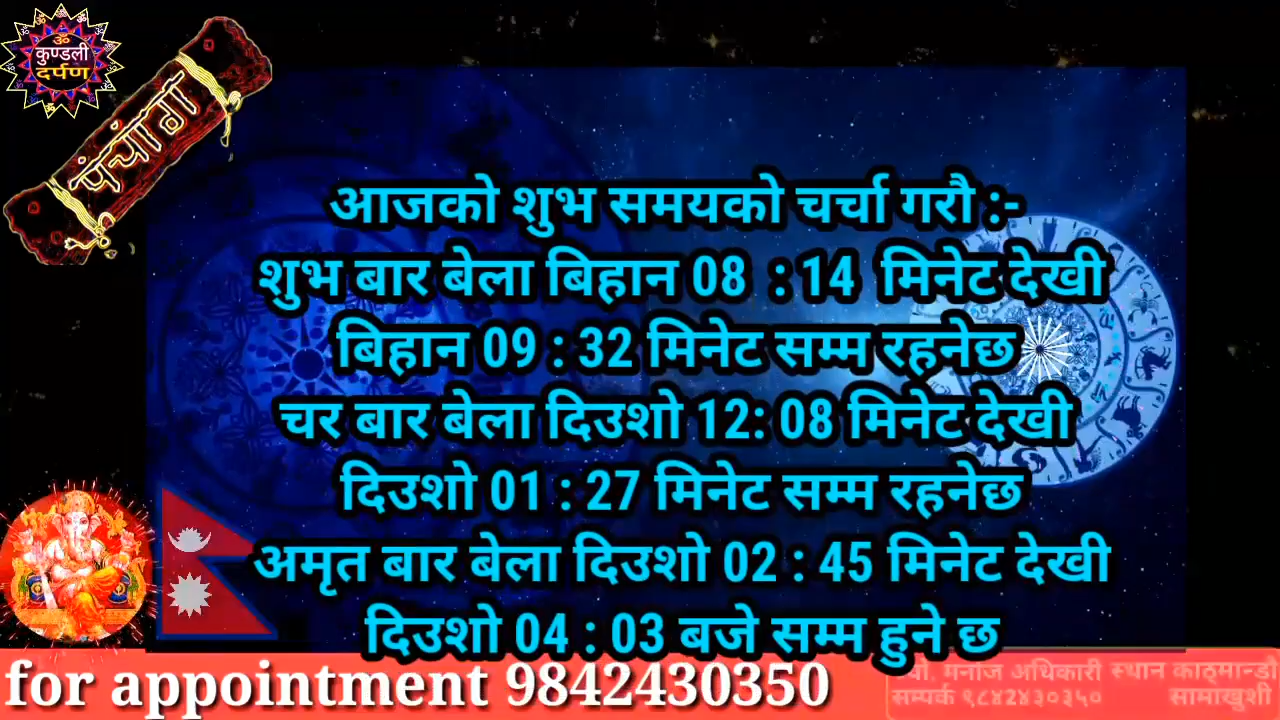 ॐ
कुण्डली
दर्पण
पंचांग
आजको शुभ समयको चर्चा गरौ :-
शुभ बार बेला बिहान 08 : 14 मिनेट देखी
बिहान 09 : 32 मिनेट सम्म रहनेछ
चर बार बेला दिउशो 12: 08 मिनेट देखी
दिउशो 01 : 27 मिनेट सम्म रहनेछ
अमृत बार बेला दिउशो 02 : 45 मिनेट देखी
दिउशो 04 : 03 बजे सम्म हुने छ
for appointment 9842430350
मनोज अधिकारी स्थान काठमान्डौ
सम्पर्क ९८४२४३०३५० सामाखुशी